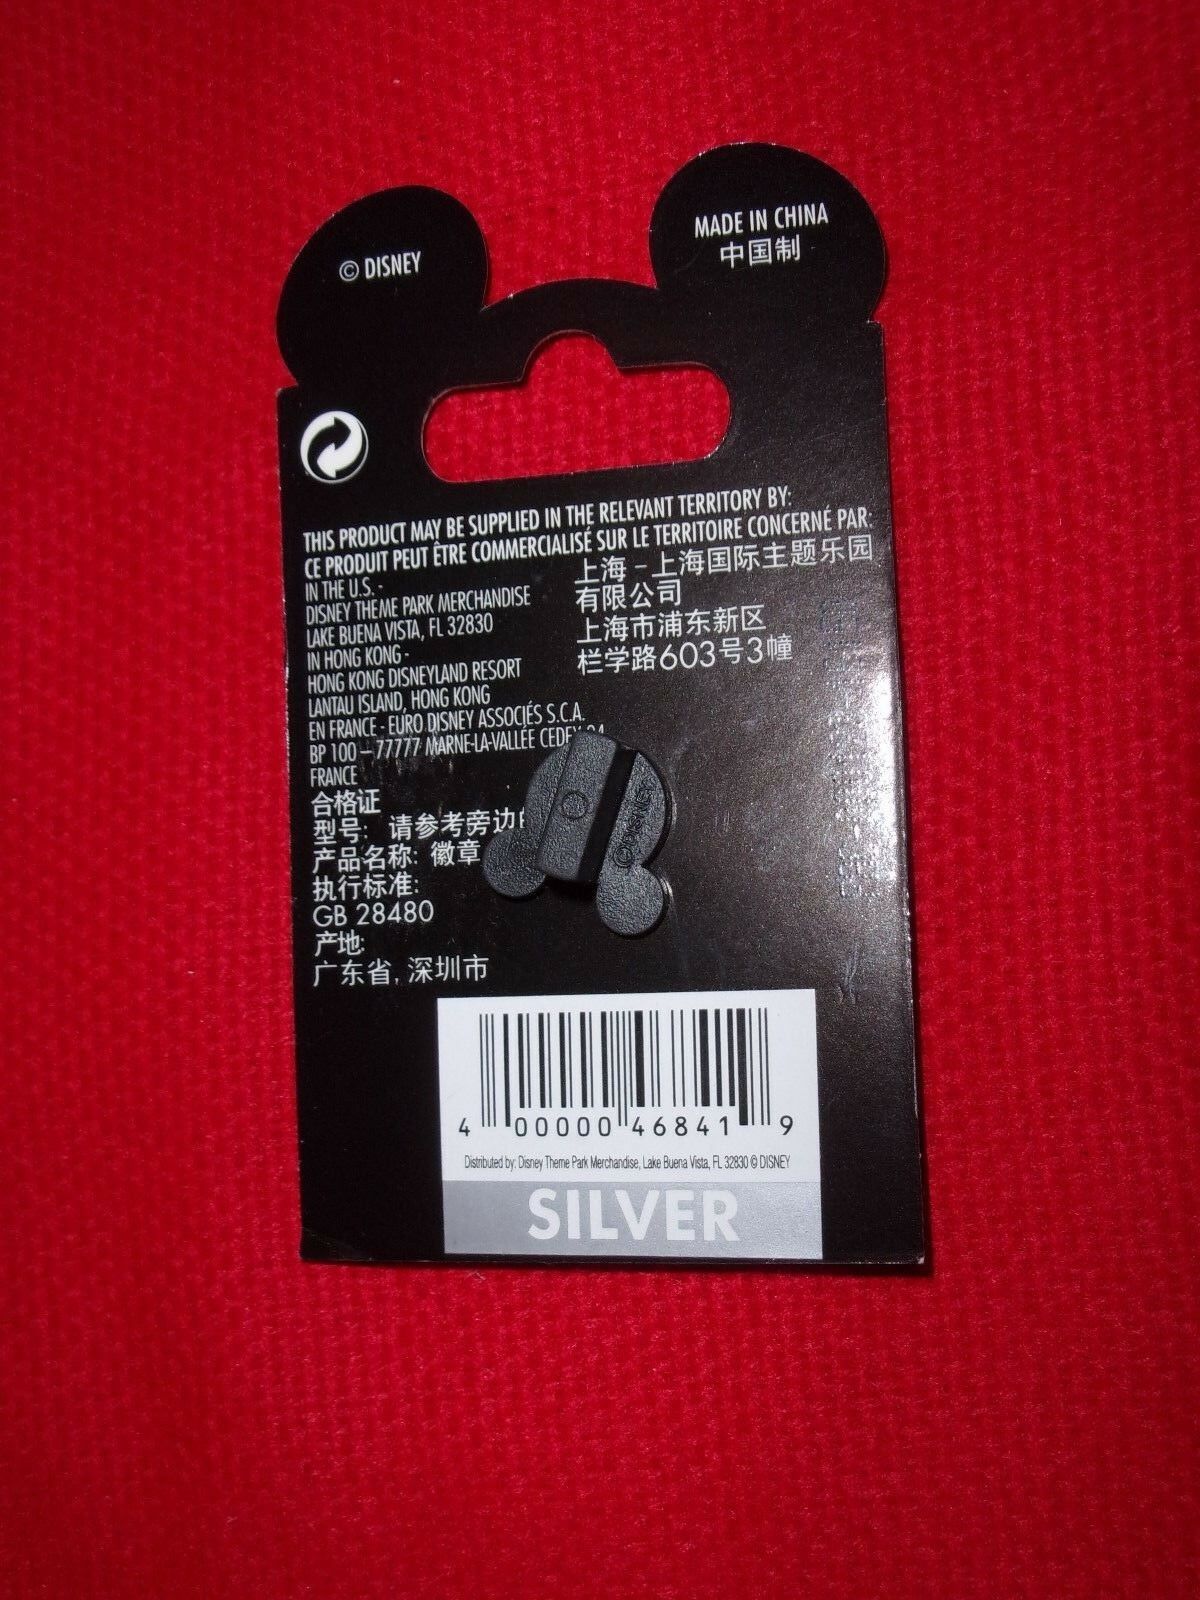 © DISNEY
MADE IN CHINA
中国制
THIS PRODUCT MAY BE SUPPLIED IN THE RELEVANT TERRITORY BY:
CE PRODUIT PEUT ÊTRE COMMERCIALISÉ SUR LE TERRITOIRE CONCERNÉ PAR:
IN THE U.S. -
DISNEY THEME PARK MERCHANDISE
LAKE BUENA VISTA, FL 32830
IN HONG KONG -
HONG KONG DISNEYLAND RESORT
LANTAU ISLAND, HONG KONG
EN FRANCE - EURO DISNEY ASSOCIÉS S.C.A.
BP 100 – 77777 MARNE-LA-VALLÉE CEDEX
FRANCE
合格证
型号: 请参考旁边
产品名称: 徽章
执行标准:
GB 28480
产地:
广东省, 深圳市
上海 - 上海国际主题乐园
有限公司
上海市浦东新区
栏学路603号3幢
© DISNEY
4 00000 46841 9
Distributed by: Disney Theme Park Merchandise, Lake Buena Vista, FL 32830 © DISNEY
SILVER